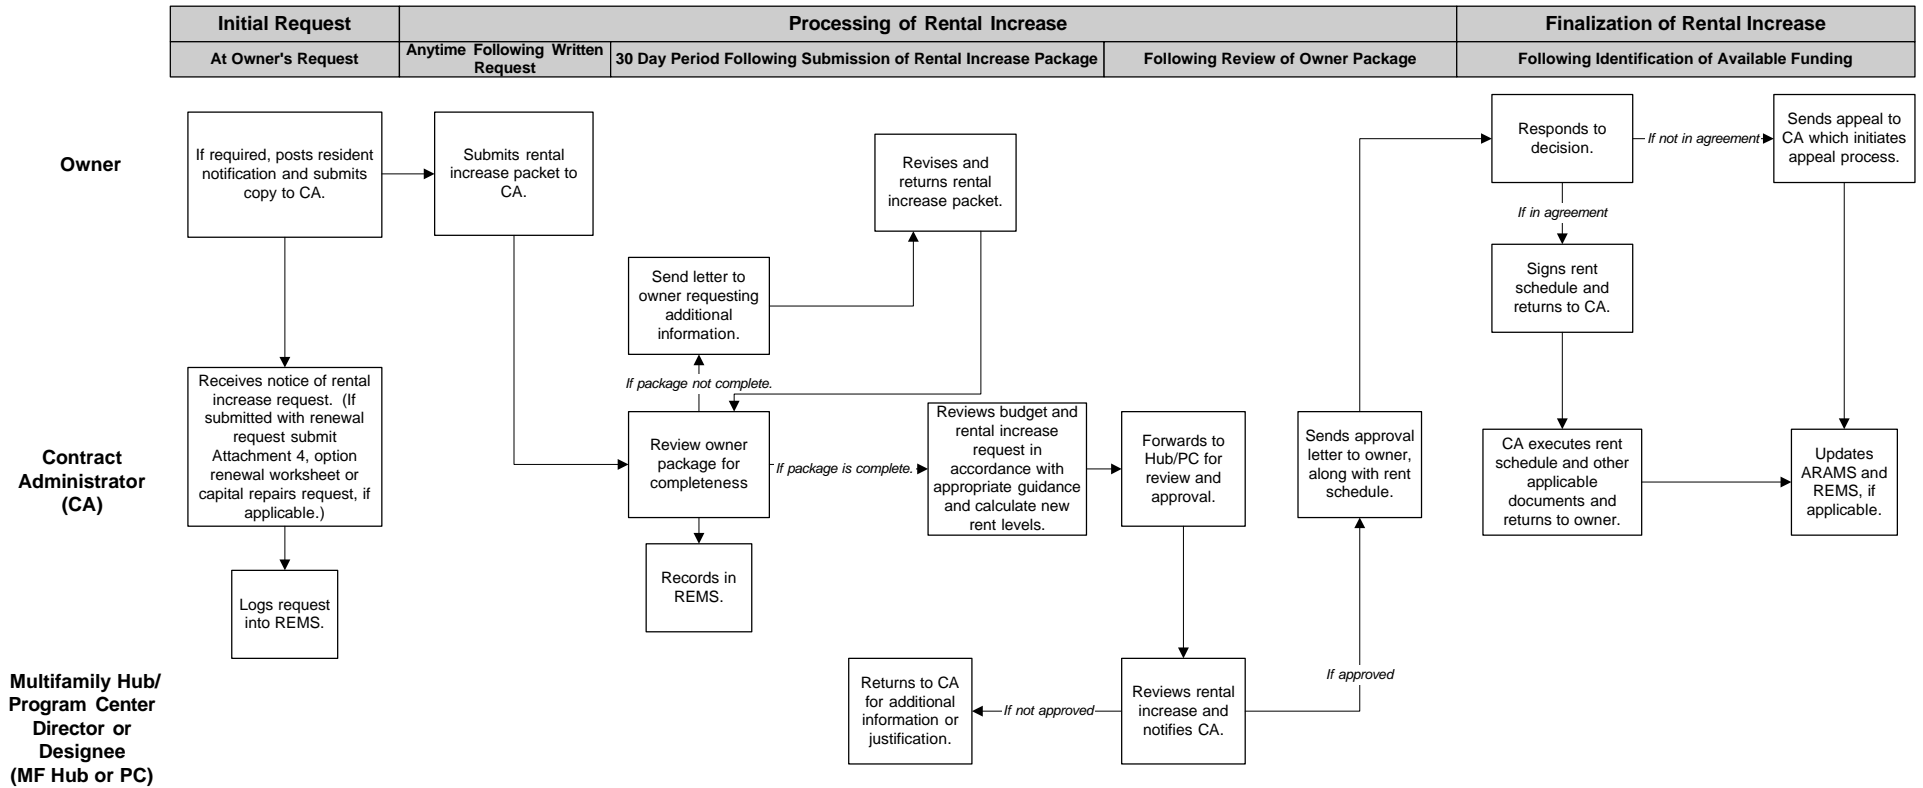 Initial Request
Processing of Rental Increase
Finalization of Rental Increase
At Owner's Request
Anytime Following Written
Request
30 Day Period Following Submission of Rental Increase Package
Following Review of Owner Package
Following Identification of Available Funding
Owner
If required, posts resident
notification and submits
copy to CA.
Submits rental
increase packet to
CA.
Revises and
returns rental
increase packet.
Responds to
decision.
If not in agreement
Sends appeal to
CA which initiates
appeal process.
If in agreement
Signs rent
schedule and
returns to CA.
Send letter to
owner requesting
additional
information.
If package not complete.
Contract
Administrator
(CA)
Receives notice of rental
increase request. (If
submitted with renewal
request submit
Attachment 4, option
renewal worksheet or
capital repairs request, if
applicable.)
Logs request
into REMS.
Review owner
package for
completeness
If package is complete.
Records in
REMS.
Reviews budget and
rental increase
request in
accordance with
appropriate guidance
and calculate new
rent levels.
Forwards to
Hub/PC for
review and
approval.
Sends approval
letter to owner,
along with rent
schedule.
CA executes rent
schedule and other
applicable
documents and
returns to owner.
Updates
ARAMS and
REMS, if
applicable.
Multifamily Hub/
Program Center
Director or
Designee
(MF Hub or PC)
Returns to CA
for additional
information or
justification.
If not approved
Reviews rental
increase and
notifies CA.
If approved